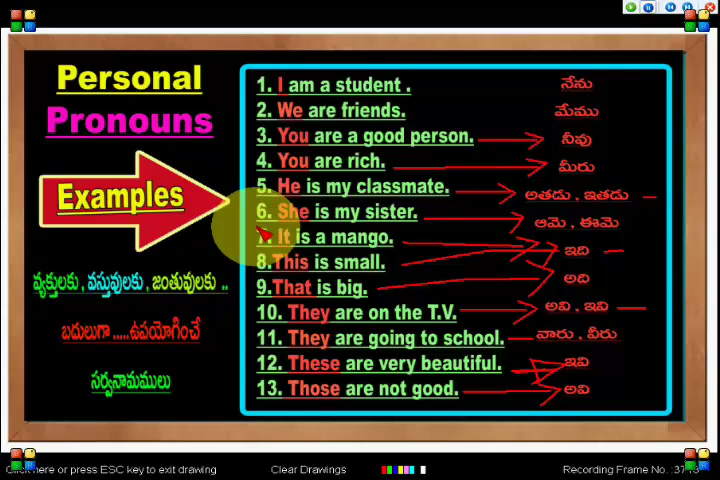 Personal
Pronouns
Examples
వ్యక్తులకు , వస్తువులకు , జంతువులకు ..
బదులుగా .....ఉపయోగించే
సర్వనామములు
1. I am a student .
2. We are friends.
3. You are a good person.
4. You are rich.
5. He is my classmate.
6. She is my sister.
7. It is a mango.
8.This is small.
9.That is big.
10. They are on the T.V.
11. They are going to school.
12. These are very beautiful.
13. Those are not good.
నేను
మేము
నీవు
మీరు
అతడు , ఇతడు
ఆమె , ఈమె
ఇది
అది
అవి , ఇవి
వారు , వీరు
ఇవి
అవి
Click here or press ESC key to exit drawing
Clear Drawings
Recording Frame No. :